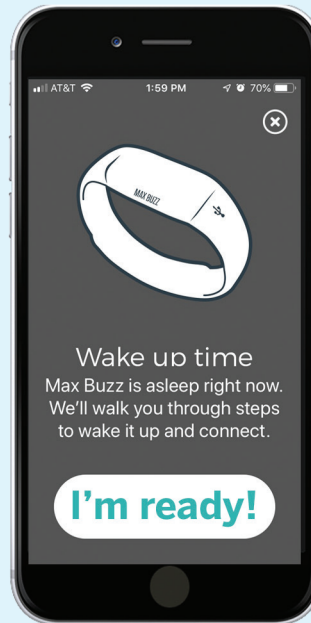 AT&T 1:59 PM 70%
MAX BUZZ
Wake up time
Max Buzz is asleep right now.
We'll walk you through steps
to wake it up and connect.
I'm ready!